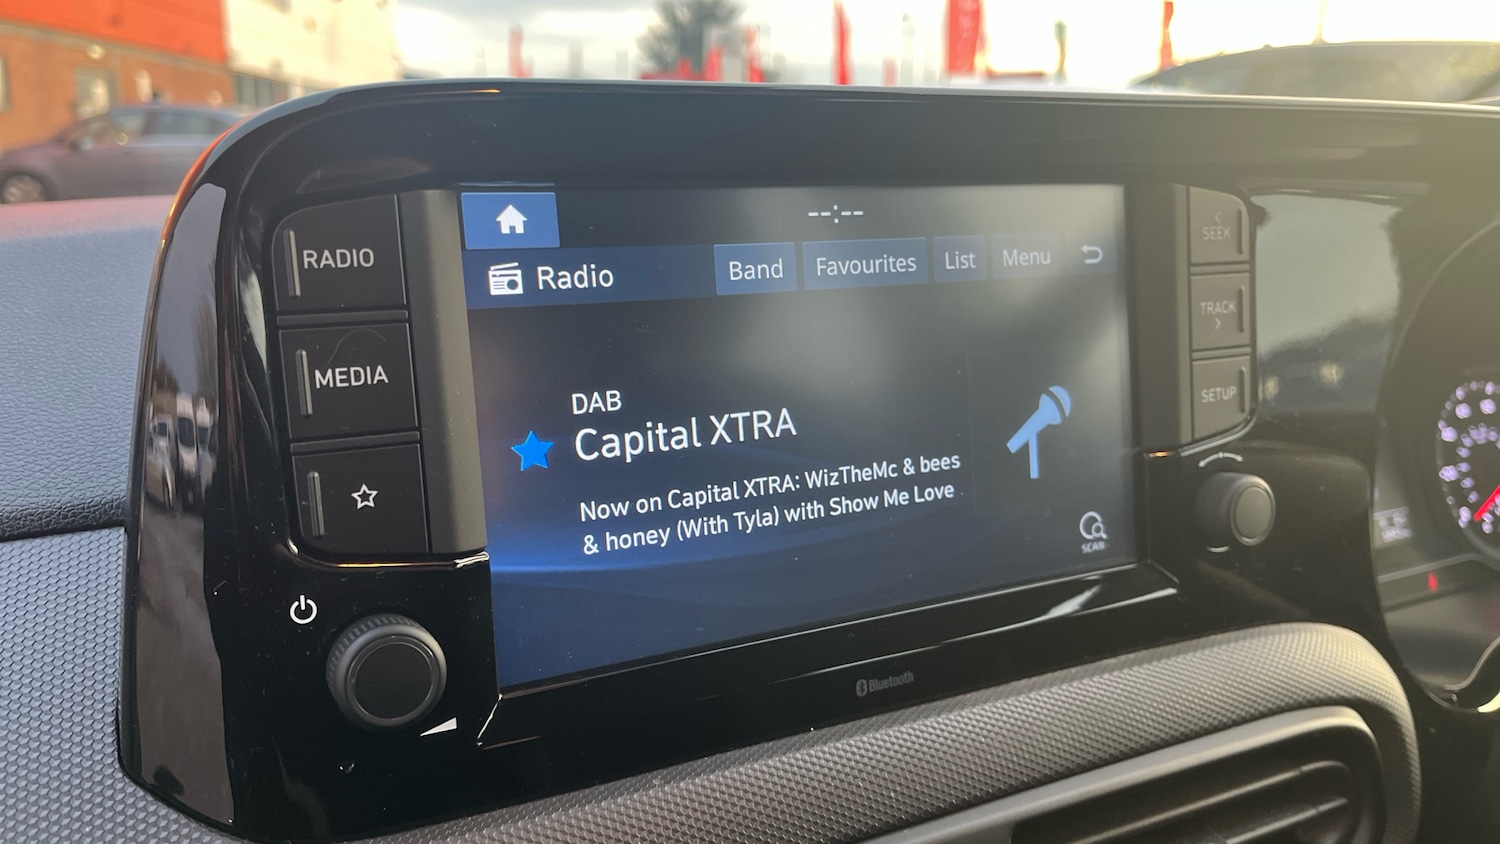 --:--
RADIO
MEDIA
Radio
Band
Favourites
List
Menu
DAB
Capital XTRA
Now on Capital XTRA: WizTheMc & bees
& honey (With Tyla) with Show Me Love
SCAN
<
SEEK
TRACK
>
SETUP
Bluetooth